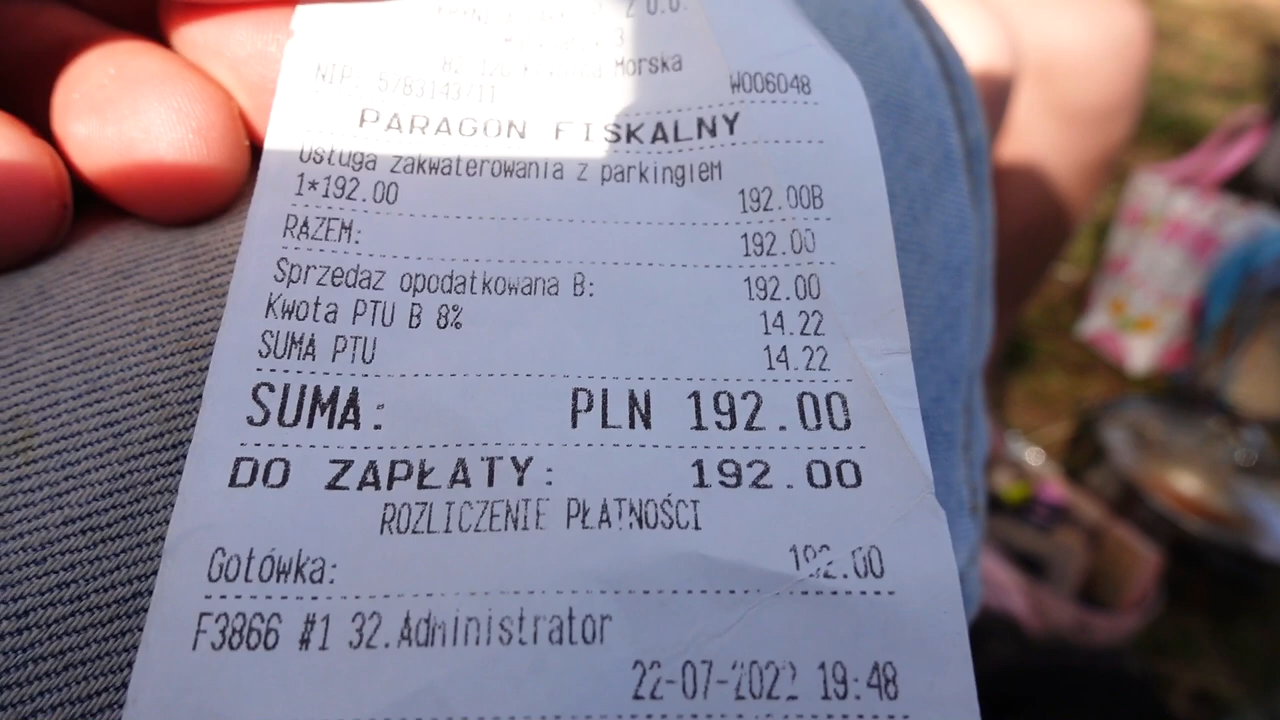 Morska
NIP: 5783143711 W006048
PARAGON FISKALNY
Usługa zakwaterowania z parkingiem
1*192.00 192.00B
RAZEM: 192.00
Sprzedaż opodatkowana B: 192.00
Kwota PTU B 8% 14.22
SUMA PTU 14.22
SUMA: PLN 192.00
DO ZAPŁATY: 192.00
ROZLICZENIE PŁATNOŚCI
Gotówka: 192.00
F3866 #1 32.Administrator
22-07-2022 19:48